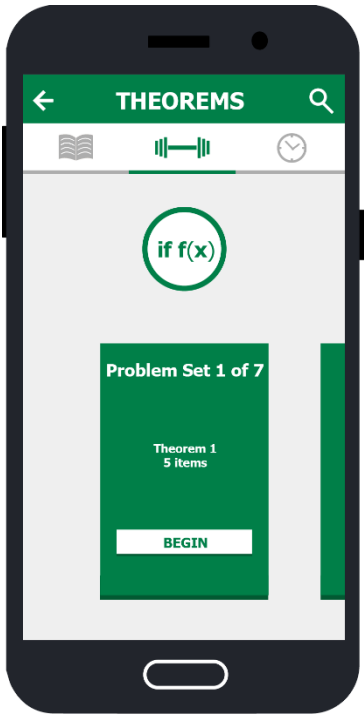 THEOREMS
if f(x)
Problem Set 1 of 7
Theorem 1
5 items
BEGIN